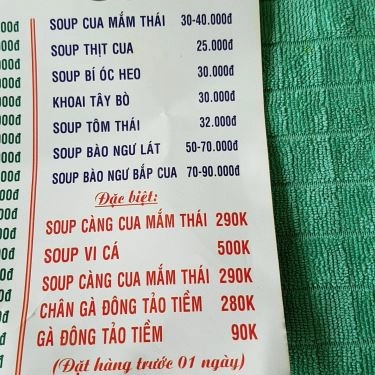 SOUP CUA MẮM THÁI 30-40.000đ
SOUP THỊT CUA 25.000đ
SOUP BÍ ÓC HEO 30.000đ
KHOAI TÂY BÒ 30.000đ
SOUP TÔM THÁI 32.000đ
SOUP BÀO NGƯ LÁT 50-70.000đ
SOUP BÀO NGƯ BẮP CUA 70-90.000đ
Đặc biệt:
SOUP CÀNG CUA MẮM THÁI 290K
SOUP VI CÁ 500K
SOUP CÀNG CUA MẮM THÁI 290K
CHÂN GÀ ĐÔNG TẢO TIỀM 280K
GÀ ĐÔNG TẢO TIỀM 90K
(Đặt hàng trước 01 ngày)